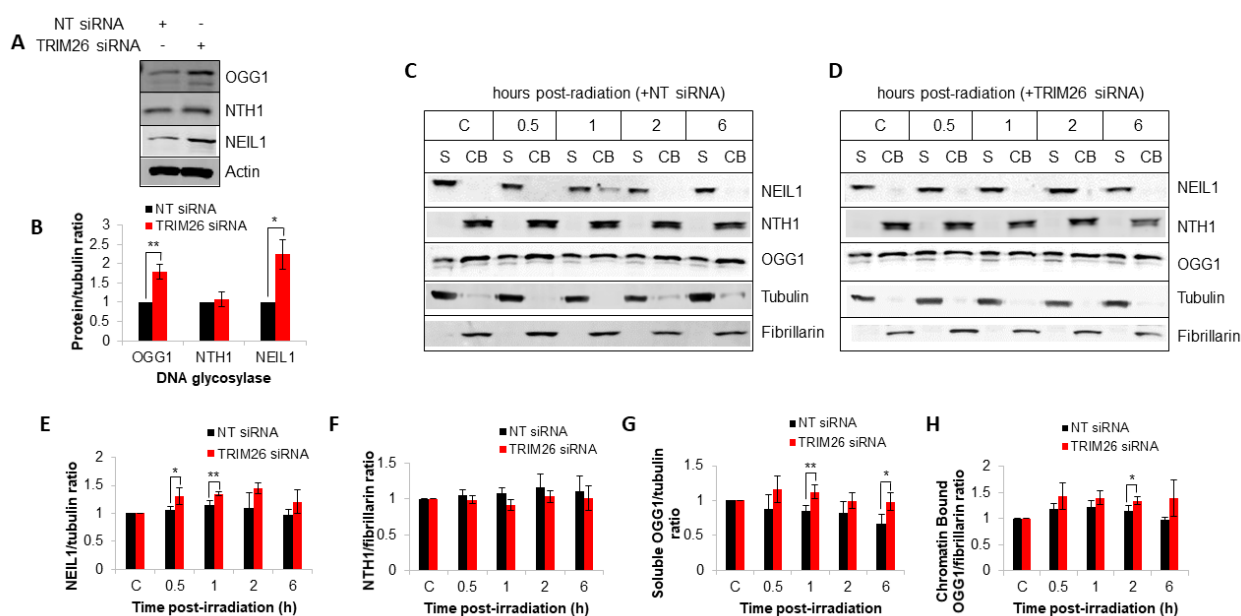 A
NT siRNA + -
TRIM26 siRNA - +
OGG1
NTH1
NEIL1
Actin
B
NT siRNA
TRIM26 siRNA
Protein/tubulin ratio
3
2.5
2
1.5
1
0.5
0
**
*
OGG1 NTH1 NEIL1
DNA glycosylase
C
hours post-radiation (+NT siRNA)
C 0.5 1 2 6
S CB S CB S CB S CB S CB
NEIL1
NTH1
OGG1
Tubulin
Fibrillarin
D
hours post-radiation (+TRIM26 siRNA)
C 0.5 1 2 6
S CB S CB S CB S CB S CB
NEIL1
NTH1
OGG1
Tubulin
Fibrillarin
E
NT siRNA
TRIM26 siRNA
NEIL1/tubulin ratio
2
1.5
1
0.5
0
* **
C 0.5 1 2 6
Time post-irradiation (h)
F
NT siRNA
TRIM26 siRNA
NTH1/fibrillarin ratio
2
1.5
1
0.5
0
C 0.5 1 2 6
Time post-irradiation (h)
G
NT siRNA
TRIM26 siRNA
Soluble OGG1/tubulin
ratio
2
1.5
1
0.5
0
** *
C 0.5 1 2 6
Time post-irradiation
H
NT siRNA
TRIM26 siRNA
Chromatin Bound
OGG1/fibrillarin ratio
2
1.5
1
0.5
0
*
C 0.5 1 2 6
Time post-irradiation (h)